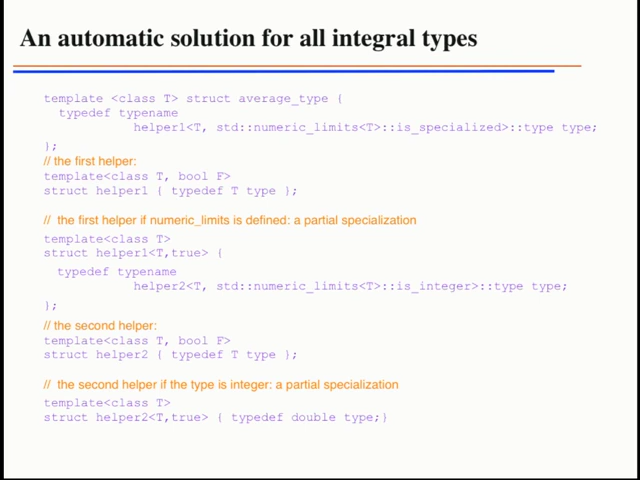 An automatic solution for all integral types
template <class T> struct average_type {
typedef typename
helper1<T, std::numeric_limits<T>::is_specialized>::type type;
};
// the first helper:
template<class T, bool F>
struct helper1 { typedef T type };
// the first helper if numeric_limits is defined: a partial specialization
template<class T>
struct helper1<T,true> {
typedef typename
helper2<T, std::numeric_limits<T>::is_integer>::type type;
};
// the second helper:
template<class T, bool F>
struct helper2 { typedef T type };
// the second helper if the type is integer: a partial specialization
template<class T>
struct helper2<T,true> { typedef double type;}